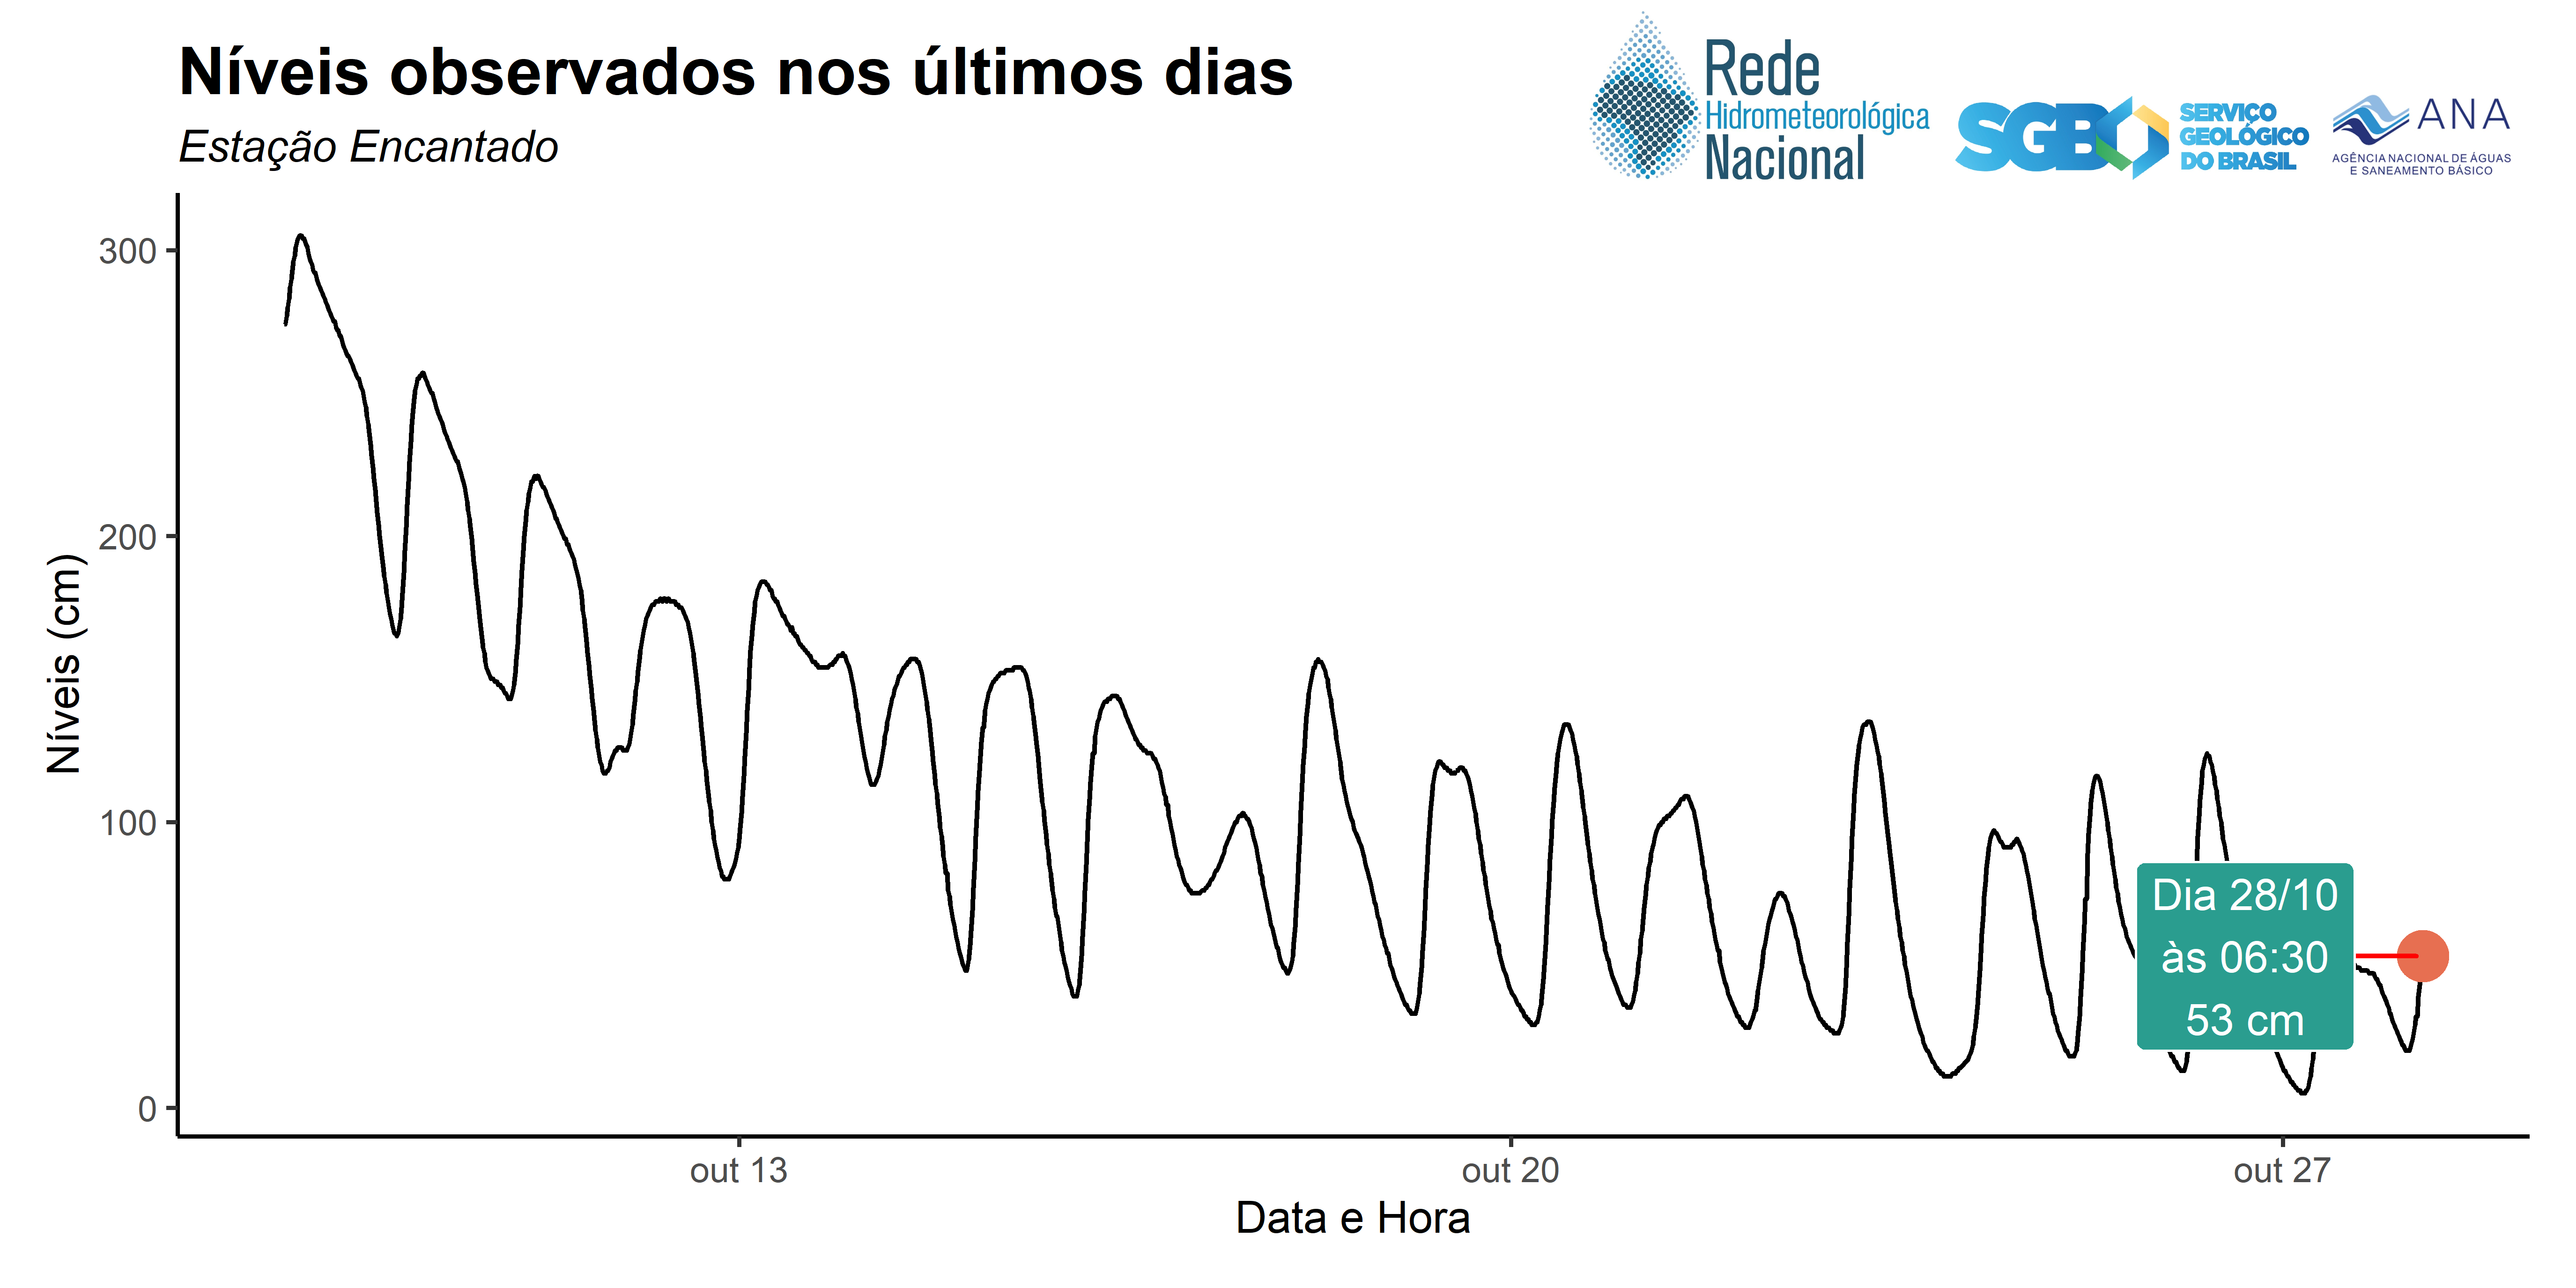 Níveis observados nos últimos dias
Estação Encantado
Rede
Hidrometeorológica
Nacional
SGB
SERVIÇO
GEOLÓGICO
DO BRASIL
ANA
AGÊNCIA NACIONAL DE ÁGUAS
E SANEAMENTO BÁSICO
Níveis (cm)
300
200
100
0
Dia 28/10
às 06:30
53 cm
out 13
out 20
out 27
Data e Hora